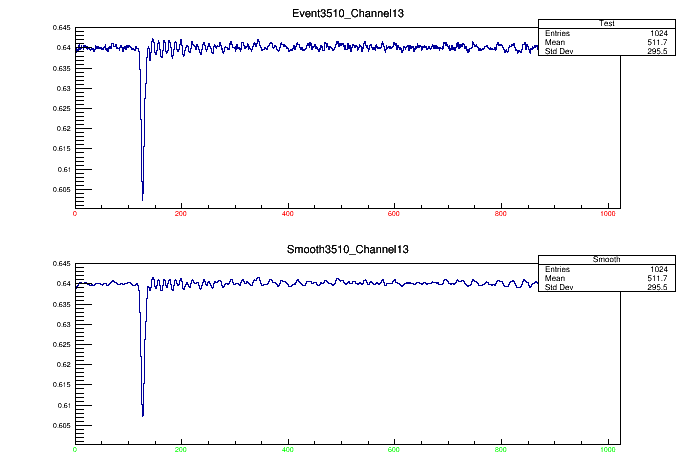 Event3510_Channel13
Test
Entries 1024
Mean 511.7
Std Dev 295.5
0.645
0.64
0.635
0.63
0.625
0.62
0.615
0.61
0.605
0 200 400 600 800 1000
Smooth3510_Channel13
Smooth
Entries 1024
Mean 511.7
Std Dev 295.5
0.645
0.64
0.635
0.63
0.625
0.62
0.615
0.61
0.605
0 200 400 600 800 1000